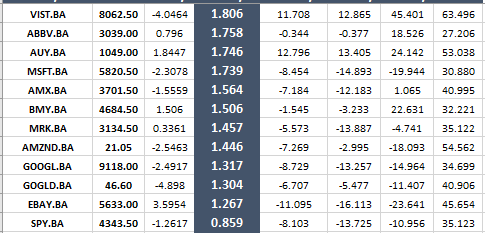 VIST.BA 8062.50 -4.0464 1.806 11.708 12.865 45.401 63.496
ABBV.BA 3039.00 0.796 1.758 -0.344 -0.377 18.526 27.206
AUY.BA 1049.00 1.8447 1.746 12.796 13.405 24.142 53.038
MSFT.BA 5820.50 -2.3078 1.739 -8.454 -14.893 -19.944 30.880
AMX.BA 3701.50 -1.5559 1.564 -7.184 -12.183 1.065 40.995
BMY.BA 4684.50 1.506 1.506 -1.545 -3.233 22.631 32.221
MRK.BA 3134.50 0.3361 1.457 -5.573 -13.887 -4.741 35.122
AMZND.BA 21.05 -2.5463 1.446 -7.269 -2.995 -18.093 54.562
GOOGL.BA 9118.00 -2.4917 1.317 -8.729 -13.257 -14.964 34.699
GOGLD.BA 46.60 -4.898 1.304 -6.707 -5.477 -11.407 40.906
EBAY.BA 5633.00 3.5954 1.267 -11.095 -16.113 -23.641 45.654
SPY.BA 4343.50 -1.2617 0.859 -8.103 -13.725 -10.956 35.123